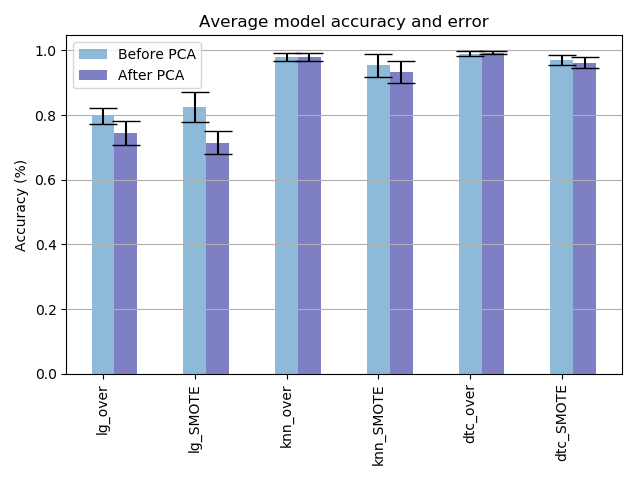 Average model accuracy and error
Before PCA
After PCA
Accuracy (%)
1.0
0.8
0.6
0.4
0.2
0.0
lg_over
lg_SMOTE
knn_over
knn_SMOTE
dtc_over
dtc_SMOTE